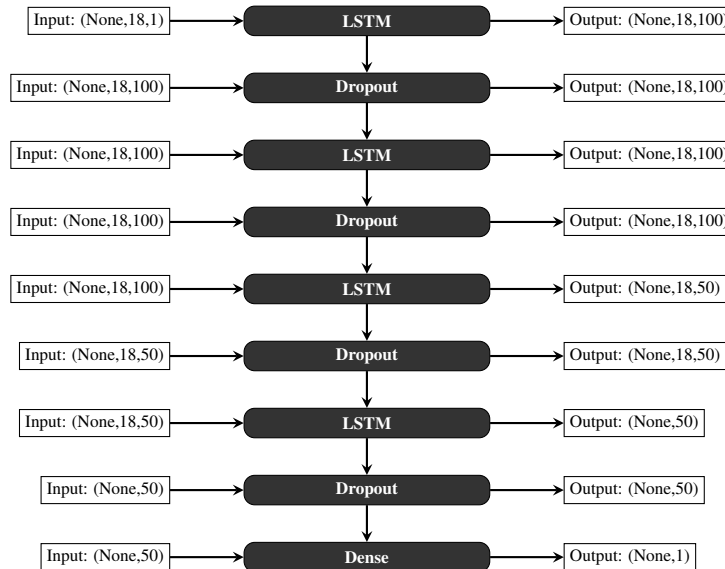 Input: (None,18,1) LSTM Output: (None,18,100)
Input: (None,18,100) Dropout Output: (None,18,100)
Input: (None,18,100) LSTM Output: (None,18,100)
Input: (None,18,100) Dropout Output: (None,18,100)
Input: (None,18,100) LSTM Output: (None,18,50)
Input: (None,18,50) Dropout Output: (None,18,50)
Input: (None,18,50) LSTM Output: (None,50)
Input: (None,50) Dropout Output: (None,50)
Input: (None,50) Dense Output: (None,1)